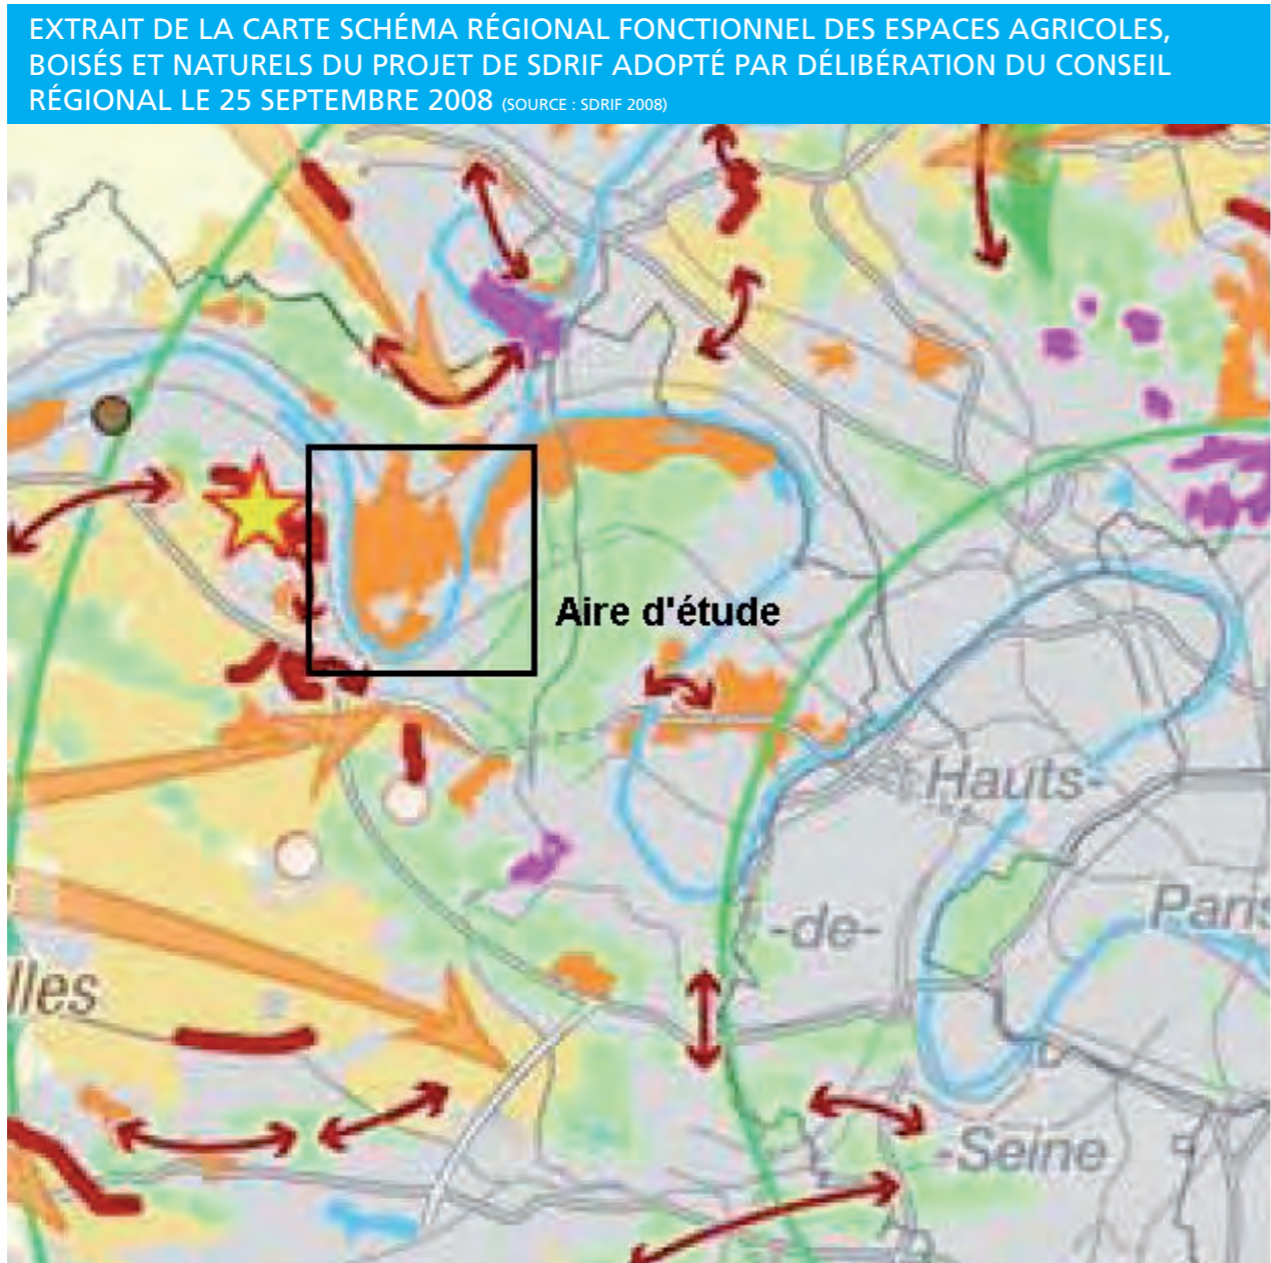 EXTRAIT DE LA CARTE SCHÉMA RÉGIONAL FONCTIONNEL DES ESPACES AGRICOLES,
BOISÉS ET NATURELS DU PROJET DE SDRIF ADOPTÉ PAR DÉLIBÉRATION DU CONSEIL
RÉGIONAL LE 25 SEPTEMBRE 2008 (SOURCE : SDRIF 2008)
Aire d'étude
Hauts-
Paris
-de-
lles
-Seine